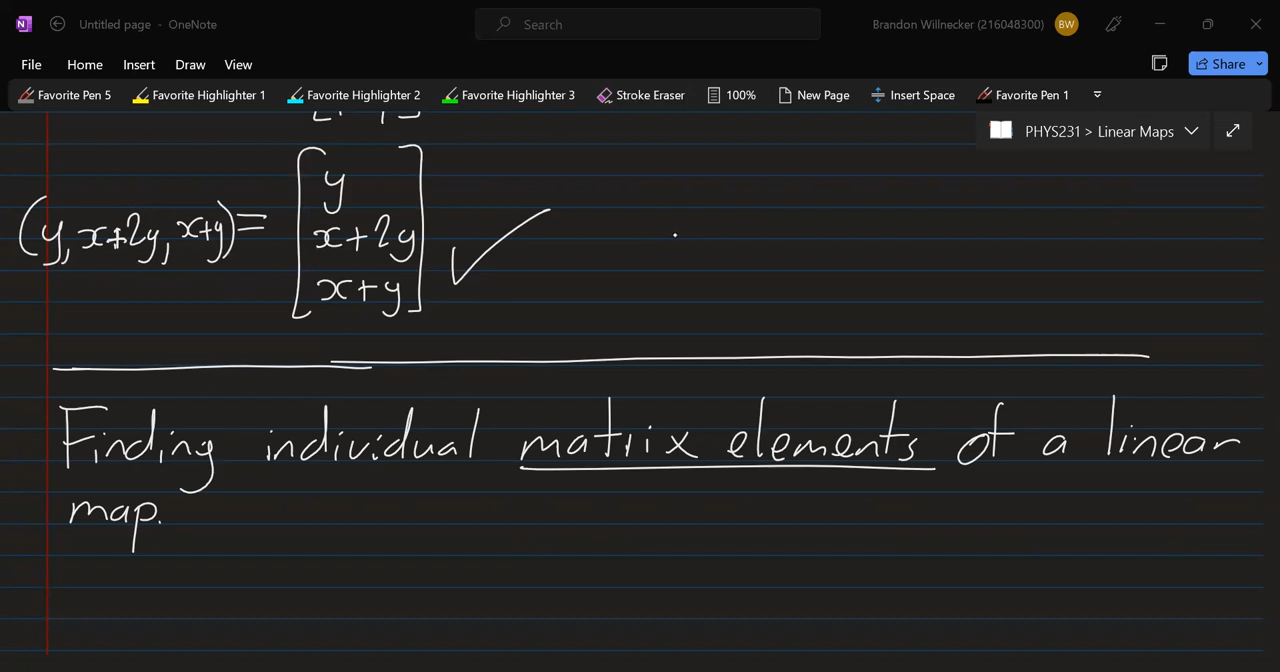 Untitled page - OneNote
Search
Brandon Willnecker (216048300) BW
File Home Insert Draw View
Share
Favorite Pen 5 Favorite Highlighter 1 Favorite Highlighter 2 Favorite Highlighter 3 Stroke Eraser 100% New Page Insert Space Favorite Pen 1
PHYS231 > Linear Maps
y
(y, x+2y, x+y) = x+2y
x+y
Finding individual matrix elements of a linear
map.